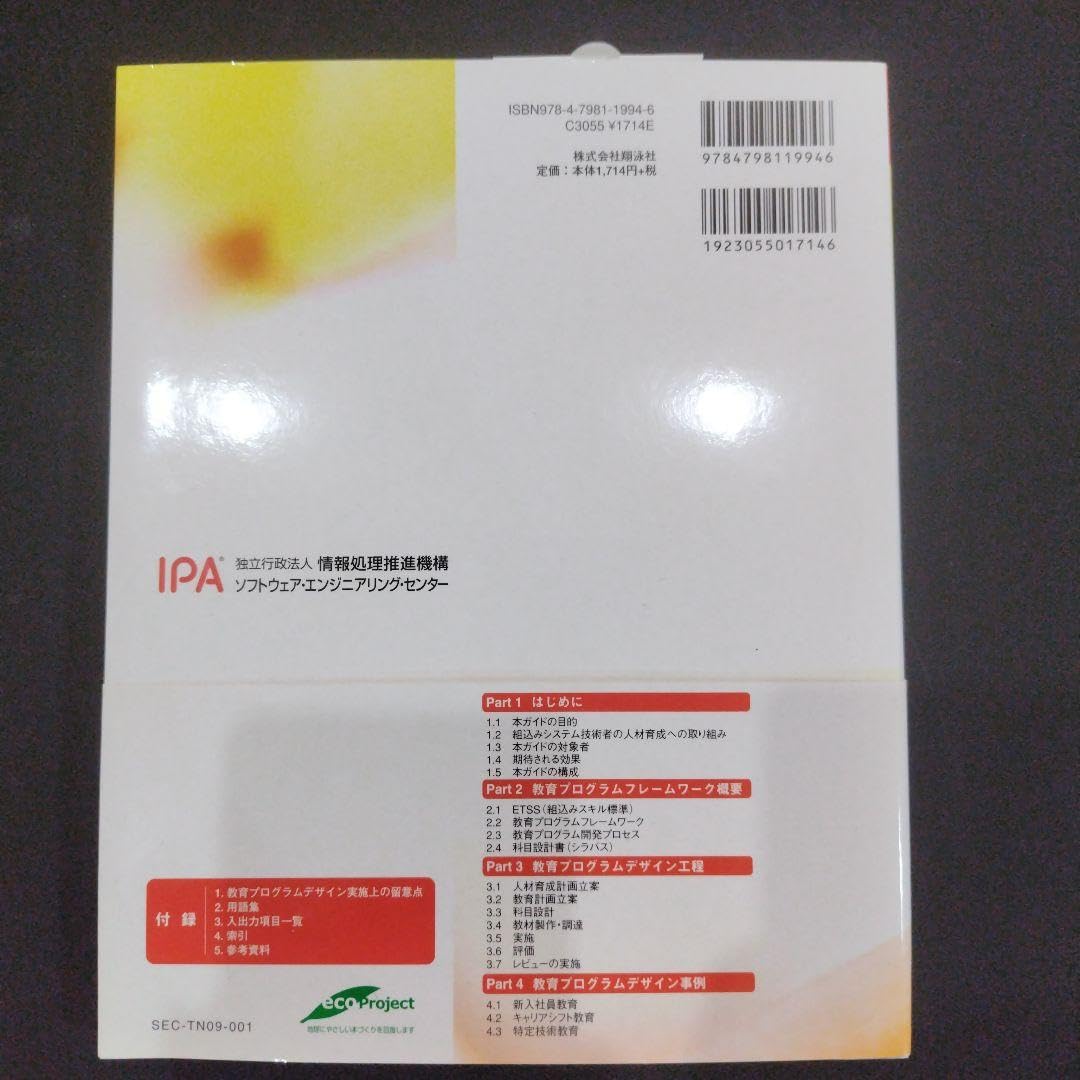 ISBN978-4-7981-1994-6
C3055 ¥1714E
株式会社翔泳社
定価：本体1,714円+税
9784798119946
1923055017146
IPA® 独立行政法人 情報処理推進機構
ソフトウェア・エンジニアリング・センター
Part 1 はじめに
1.1 本ガイドの目的
1.2 組込みシステム技術者の人材育成への取り組み
1.3 本ガイドの対象者
1.4 期待される効果
1.5 本ガイドの構成
Part 2 教育プログラムフレームワーク概要
2.1 ETSS（組込みスキル標準）
2.2 教育プログラムフレームワーク
2.3 教育プログラム開発プロセス
2.4 科目設計書（シラバス）
Part 3 教育プログラムデザイン工程
3.1 人材育成計画立案
3.2 教育計画立案
3.3 科目設計
3.4 教材製作・調達
3.5 実施
3.6 評価
3.7 レビューの実施
Part 4 教育プログラムデザイン事例
4.1 新入社員教育
4.2 キャリアシフト教育
4.3 特定技術教育
付録
1. 教育プログラムデザイン実施上の留意点
2. 用語集
3. 入出力項目一覧
4. 索引
5. 参考資料
eco Project
地球にやさしい本づくりを目指します
SEC-TN09-001